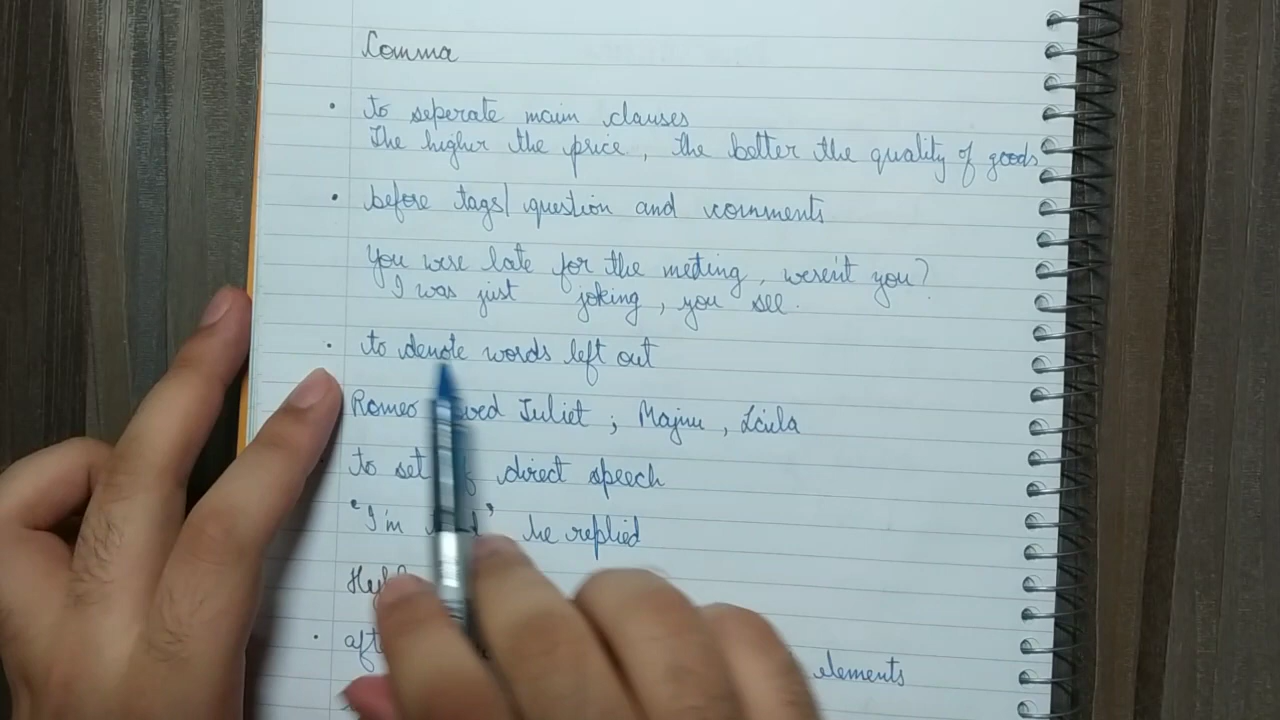 Comma
• to seperate main clauses
The higher the price, the better the quality of goods
• before tags/question and comments
You were late for the meeting, weren't you?
I was just joking, you see.
• to denote words left out
Romeo Juliet ; Majnu , Laila
to set direct speech
"I'm he replied
• elements